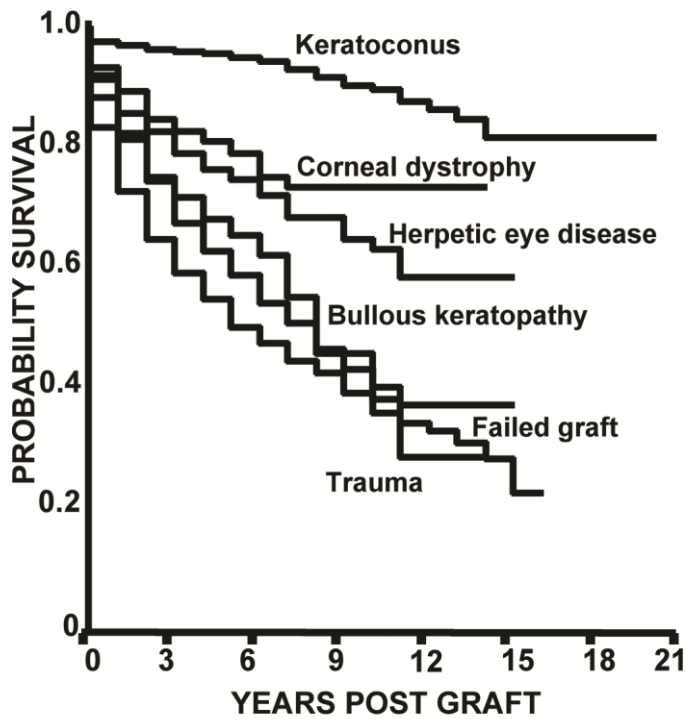 1.0
Keratoconus
0.8
Corneal dystrophy
Herpetic eye disease
0.6
Bullous keratopathy
0.4
Failed graft
Trauma
0.2
0
PROBABILITY SURVIVAL
0 3 6 9 12 15 18 21
YEARS POST GRAFT